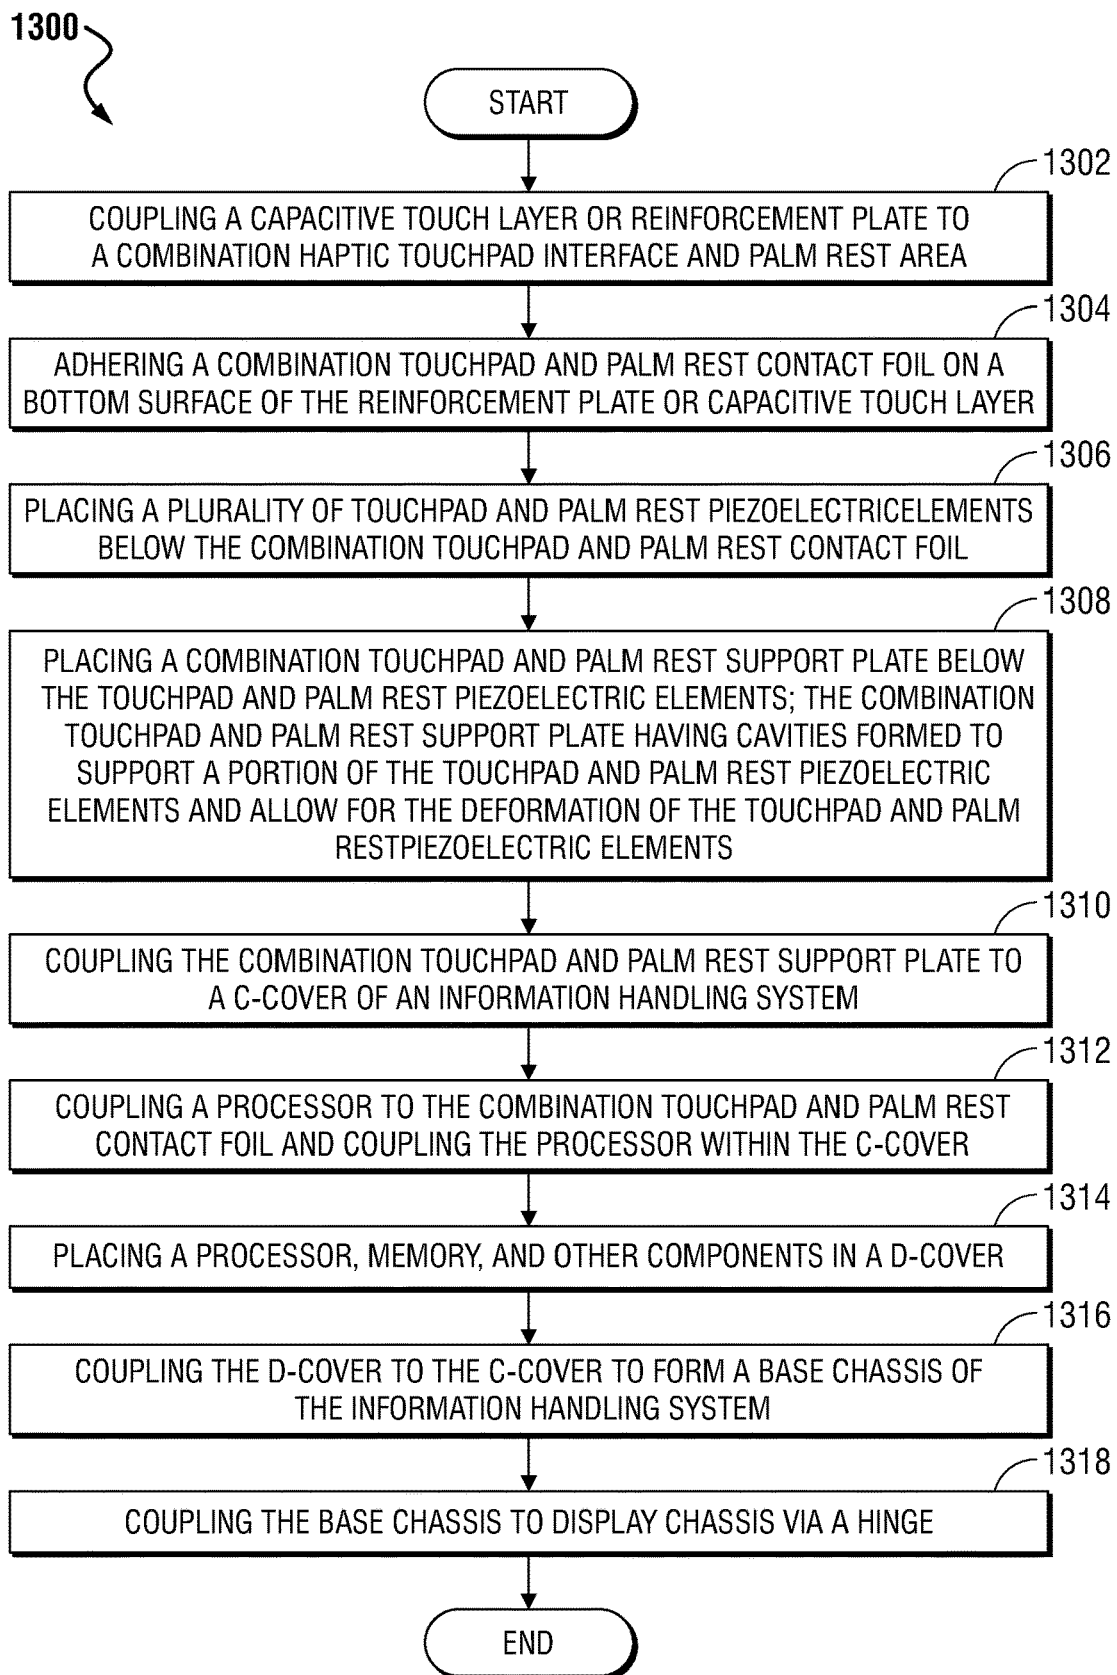 1300
START
1302
COUPLING A CAPACITIVE TOUCH LAYER OR REINFORCEMENT PLATE TO
A COMBINATION HAPTIC TOUCHPAD INTERFACE AND PALM REST AREA
1304
ADHERING A COMBINATION TOUCHPAD AND PALM REST CONTACT FOIL ON A
BOTTOM SURFACE OF THE REINFORCEMENT PLATE OR CAPACITIVE TOUCH LAYER
1306
PLACING A PLURALITY OF TOUCHPAD AND PALM REST PIEZOELECTRICELEMENTS
BELOW THE COMBINATION TOUCHPAD AND PALM REST CONTACT FOIL
1308
PLACING A COMBINATION TOUCHPAD AND PALM REST SUPPORT PLATE BELOW
THE TOUCHPAD AND PALM REST PIEZOELECTRIC ELEMENTS; THE COMBINATION
TOUCHPAD AND PALM REST SUPPORT PLATE HAVING CAVITIES FORMED TO
SUPPORT A PORTION OF THE TOUCHPAD AND PALM REST PIEZOELECTRIC
ELEMENTS AND ALLOW FOR THE DEFORMATION OF THE TOUCHPAD AND PALM
RESTPIEZOELECTRIC ELEMENTS
1310
COUPLING THE COMBINATION TOUCHPAD AND PALM REST SUPPORT PLATE TO
A C-COVER OF AN INFORMATION HANDLING SYSTEM
1312
COUPLING A PROCESSOR TO THE COMBINATION TOUCHPAD AND PALM REST
CONTACT FOIL AND COUPLING THE PROCESSOR WITHIN THE C-COVER
1314
PLACING A PROCESSOR, MEMORY, AND OTHER COMPONENTS IN A D-COVER
1316
COUPLING THE D-COVER TO THE C-COVER TO FORM A BASE CHASSIS OF
THE INFORMATION HANDLING SYSTEM
1318
COUPLING THE BASE CHASSIS TO DISPLAY CHASSIS VIA A HINGE
END